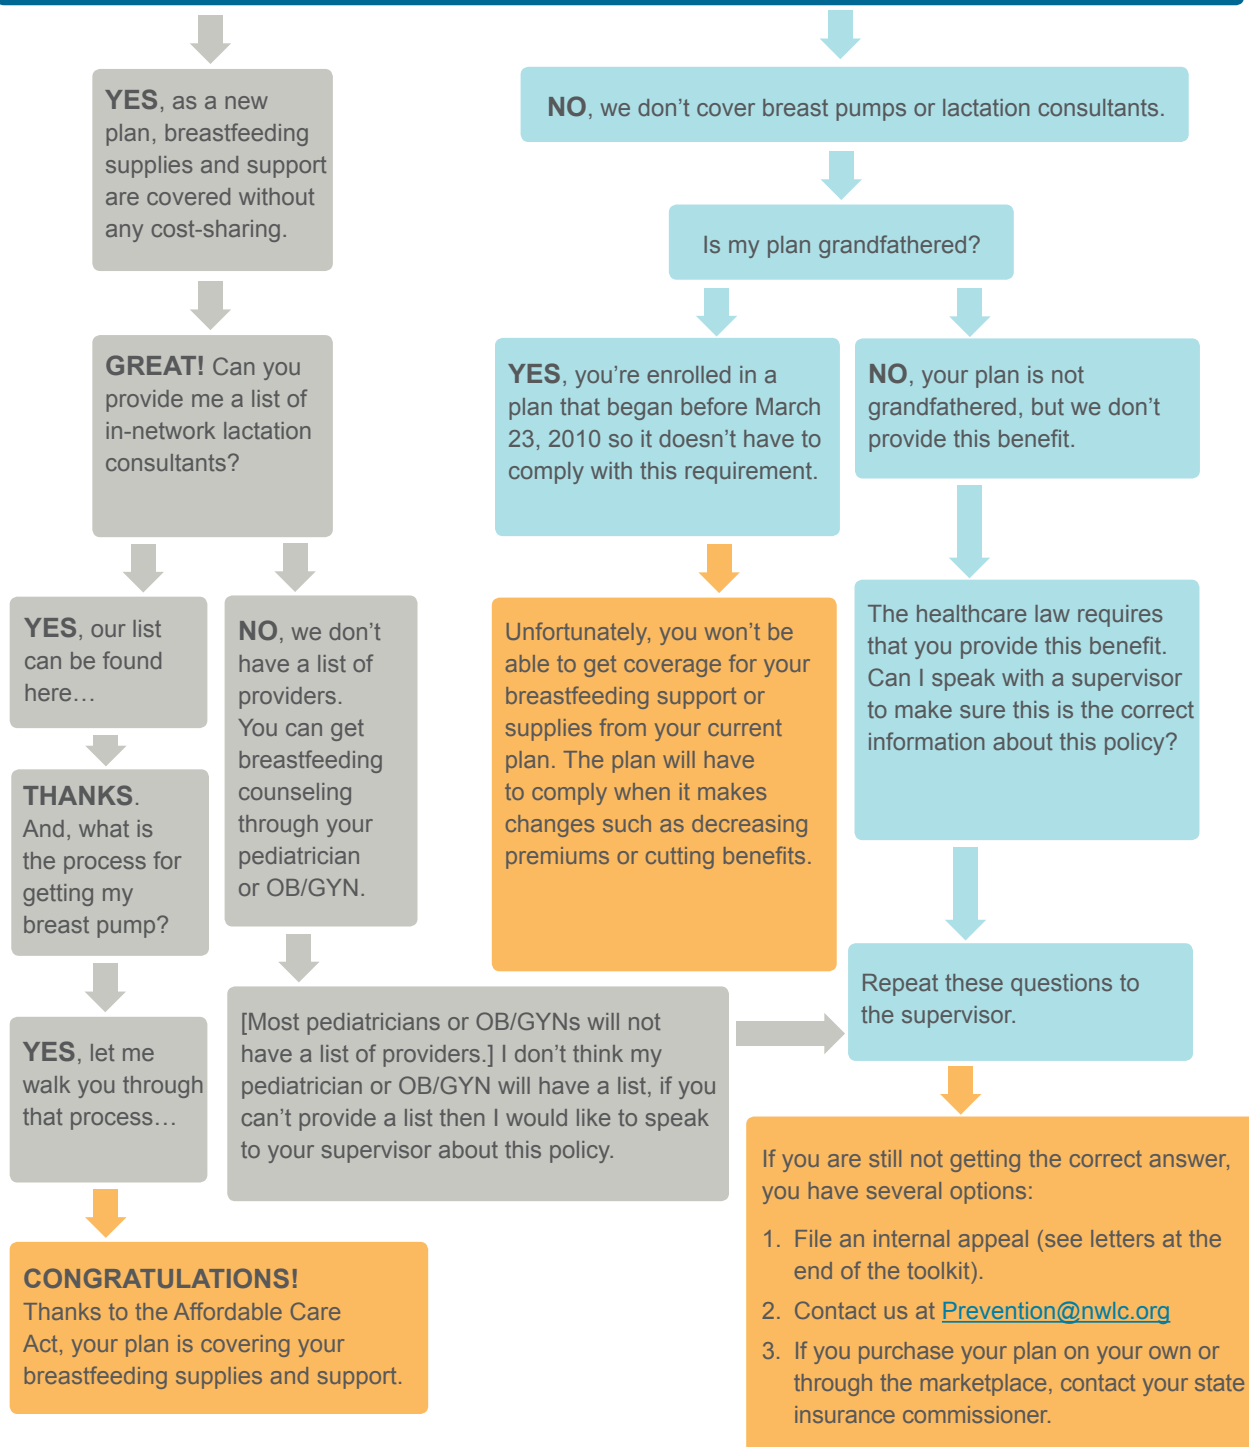 YES, as a new
plan, breastfeeding
supplies and support
are covered without
any cost-sharing.
NO, we don’t cover breast pumps or lactation consultants.
Is my plan grandfathered?
GREAT! Can you
provide me a list of
in-network lactation
consultants?
YES, you’re enrolled in a
plan that began before March
23, 2010 so it doesn’t have to
comply with this requirement.
NO, your plan is not
grandfathered, but we don’t
provide this benefit.
YES, our list
can be found
here…
NO, we don’t
have a list of
providers.
You can get
breastfeeding
counseling
through your
pediatrician
or OB/GYN.
Unfortunately, you won’t be
able to get coverage for your
breastfeeding support or
supplies from your current
plan. The plan will have
to comply when it makes
changes such as decreasing
premiums or cutting benefits.
The healthcare law requires
that you provide this benefit.
Can I speak with a supervisor
to make sure this is the correct
information about this policy?
THANKS.
And, what is
the process for
getting my
breast pump?
Repeat these questions to
the supervisor.
YES, let me
walk you through
that process…
[Most pediatricians or OB/GYNs will not
have a list of providers.] I don’t think my
pediatrician or OB/GYN will have a list, if you
can’t provide a list then I would like to speak
to your supervisor about this policy.
CONGRATULATIONS!
Thanks to the Affordable Care
Act, your plan is covering your
breastfeeding supplies and support.
If you are still not getting the correct answer,
you have several options:
1. File an internal appeal (see letters at the
end of the toolkit).
2. Contact us at Prevention@nwlc.org
3. If you purchase your plan on your own or
through the marketplace, contact your state
insurance commissioner.